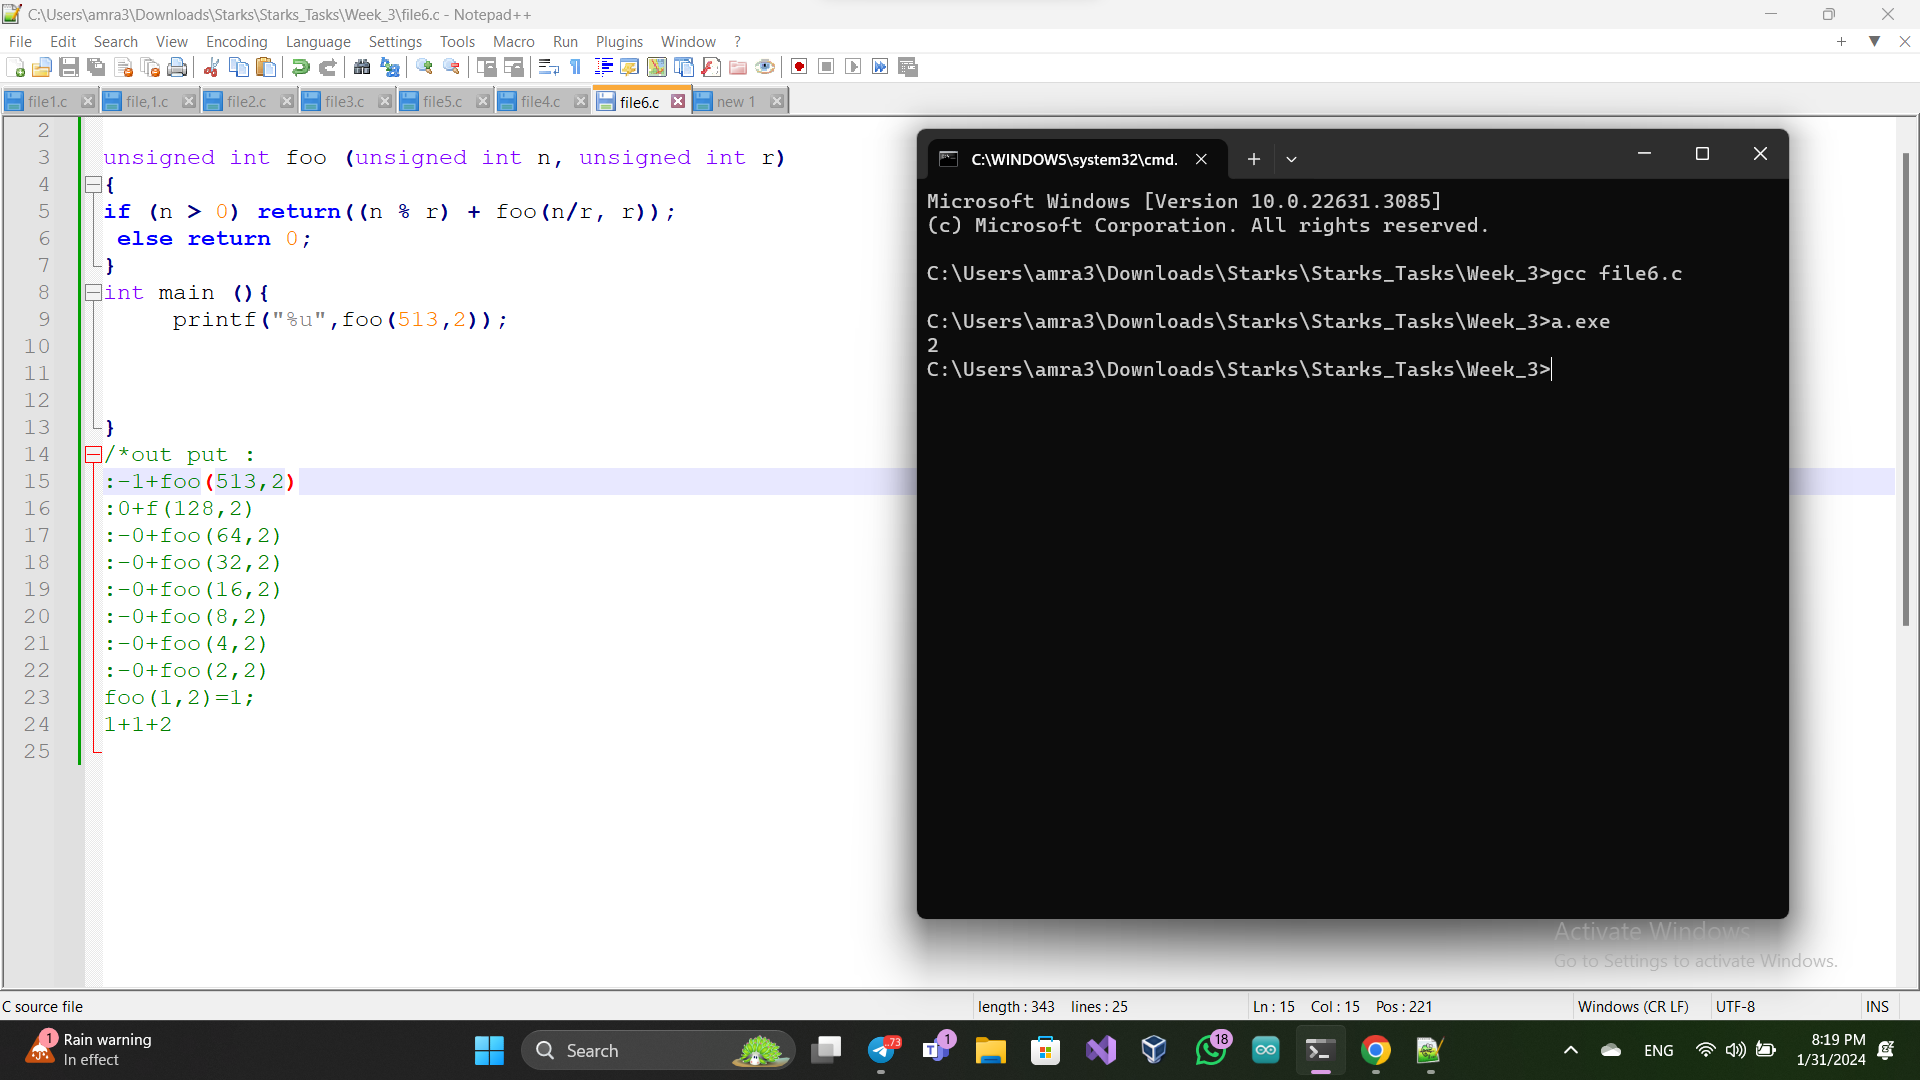 C:\Users\amra3\Downloads\Starks\Starks_Tasks\Week_3\file6.c - Notepad++
File Edit Search View Encoding Language Settings Tools Macro Run Plugins Window ?
file1.c file,1.c file2.c file3.c file5.c file4.c file6.c new 1
2
3 unsigned int foo (unsigned int n, unsigned int r)
4 {
5 if (n > 0) return((n % r) + foo(n/r, r));
6 else return 0;
7 }
8 int main (){
9 printf("%u",foo(513,2));
10
11
12
13 }
14 /*out put :
15 :-1+foo(513,2)
16 :0+f(128,2)
17 :-0+foo(64,2)
18 :-0+foo(32,2)
19 :-0+foo(16,2)
20 :-0+foo(8,2)
21 :-0+foo(4,2)
22 :-0+foo(2,2)
23 foo(1,2)=1;
24 1+1+2
25
C:\WINDOWS\system32\cmd.
Microsoft Windows [Version 10.0.22631.3085]
(c) Microsoft Corporation. All rights reserved.
C:\Users\amra3\Downloads\Starks\Starks_Tasks\Week_3>gcc file6.c
C:\Users\amra3\Downloads\Starks\Starks_Tasks\Week_3>a.exe
2
C:\Users\amra3\Downloads\Starks\Starks_Tasks\Week_3>
Activate Windows
Go to Settings to activate Windows.
C source file length : 343 lines : 25 Ln : 15 Col : 15 Pos : 221 Windows (CR LF) UTF-8 INS
1 Rain warning
In effect
Search
..73
1
18
ENG
8:19 PM
1/31/2024